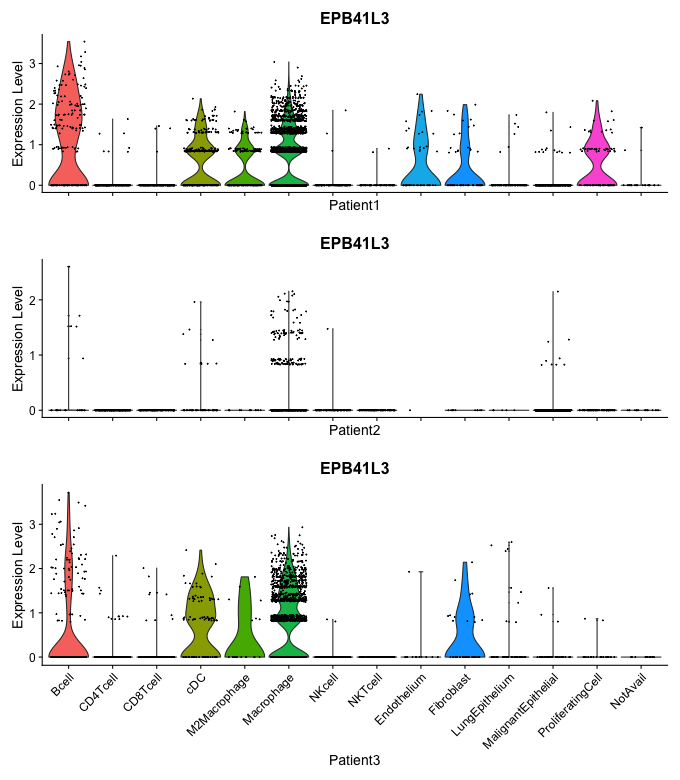 EPB41L3
Expression Level
3
2
1
0
Patient1
EPB41L3
Expression Level
2
1
0
Patient2
EPB41L3
Expression Level
3
2
1
0
Bcell
CD4Tcell
CD8Tcell
cDC
M2Macrophage
Macrophage
NKcell
NKTcell
Endothelium
Fibroblast
LungEpithelium
MalignantEpithelial
ProliferatingCell
NotAvail
Patient3